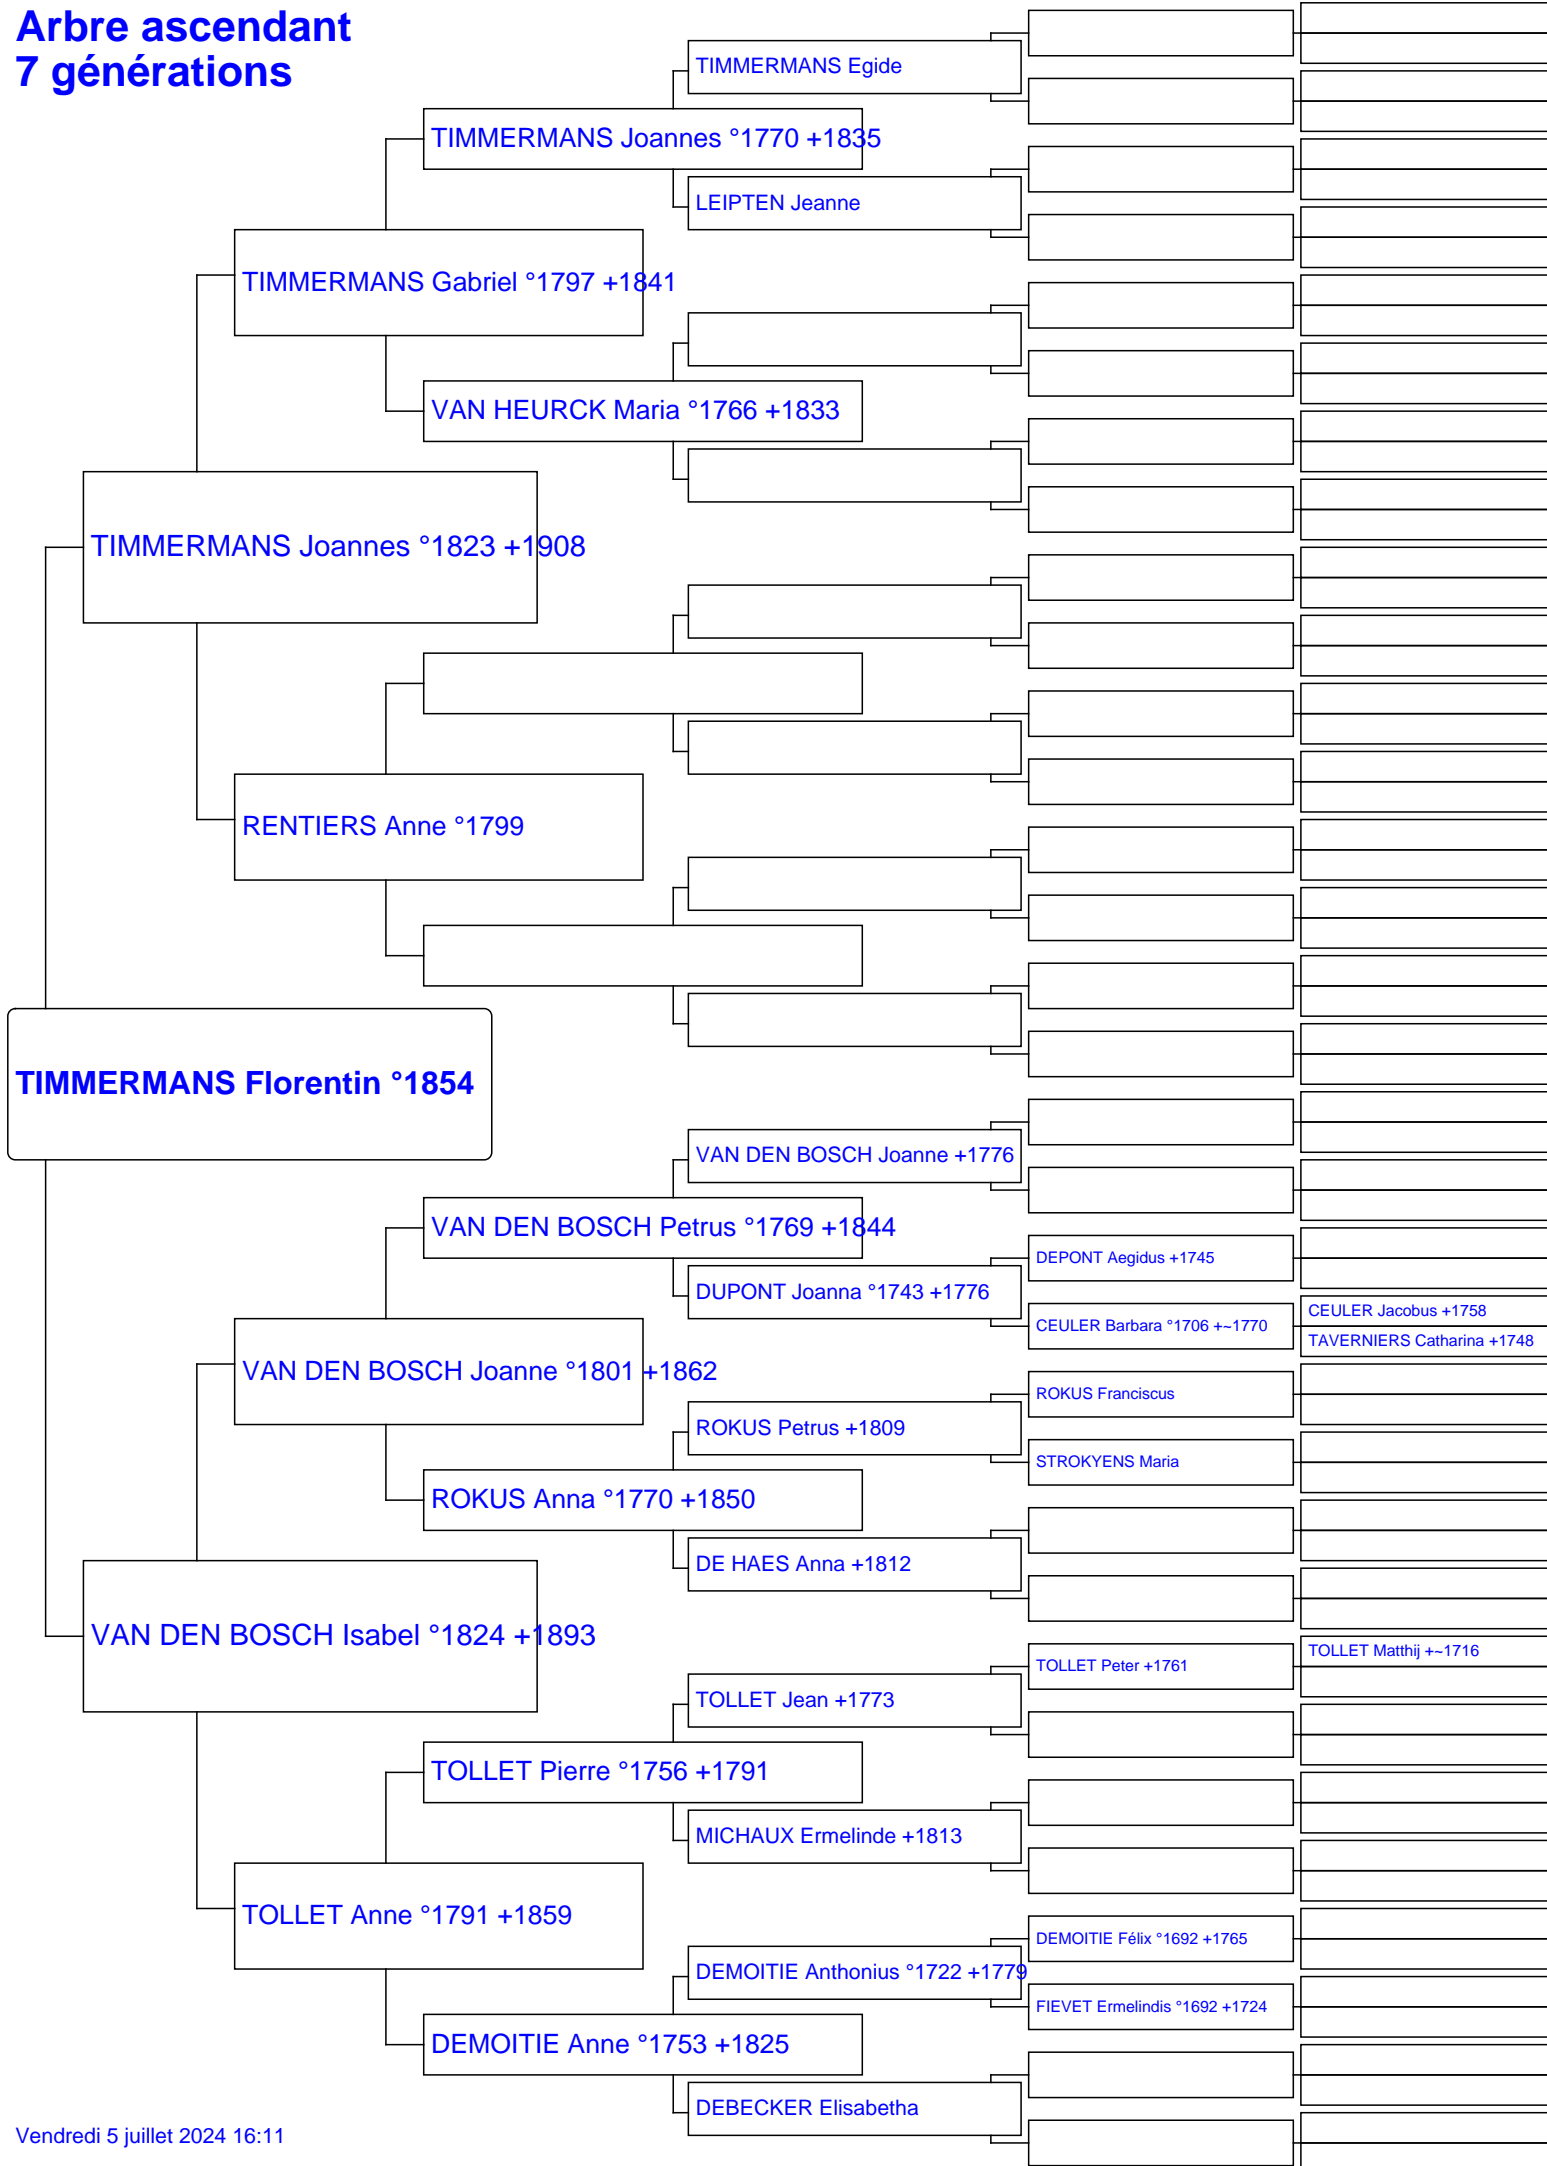 Arbre ascendant
7 générations
TIMMERMANS Egide
TIMMERMANS Joannes °1770 +1835
LEIPTEN Jeanne
TIMMERMANS Gabriel °1797 +1841
VAN HEURCK Maria °1766 +1833
TIMMERMANS Joannes °1823 +1908
RENTIERS Anne °1799
TIMMERMANS Florentin °1854
VAN DEN BOSCH Joanne +1776
VAN DEN BOSCH Petrus °1769 +1844
DEPONT Aegidus +1745
DUPONT Joanna °1743 +1776
CEULER Jacobus +1758
CEULER Barbara °1706 +~1770
TAVERNIERS Catharina +1748
VAN DEN BOSCH Joanne °1801 +1862
ROKUS Franciscus
ROKUS Petrus +1809
STROKYENS Maria
ROKUS Anna °1770 +1850
DE HAES Anna +1812
VAN DEN BOSCH Isabel °1824 +1893
TOLLET Matthij +~1716
TOLLET Peter +1761
TOLLET Jean +1773
TOLLET Pierre °1756 +1791
MICHAUX Ermelinde +1813
TOLLET Anne °1791 +1859
DEMOITIE Félix °1692 +1765
DEMOITIE Anthonius °1722 +1779
FIEVET Ermelindis °1692 +1724
DEMOITIE Anne °1753 +1825
DEBECKER Elisabetha
Vendredi 5 juillet 2024 16:11